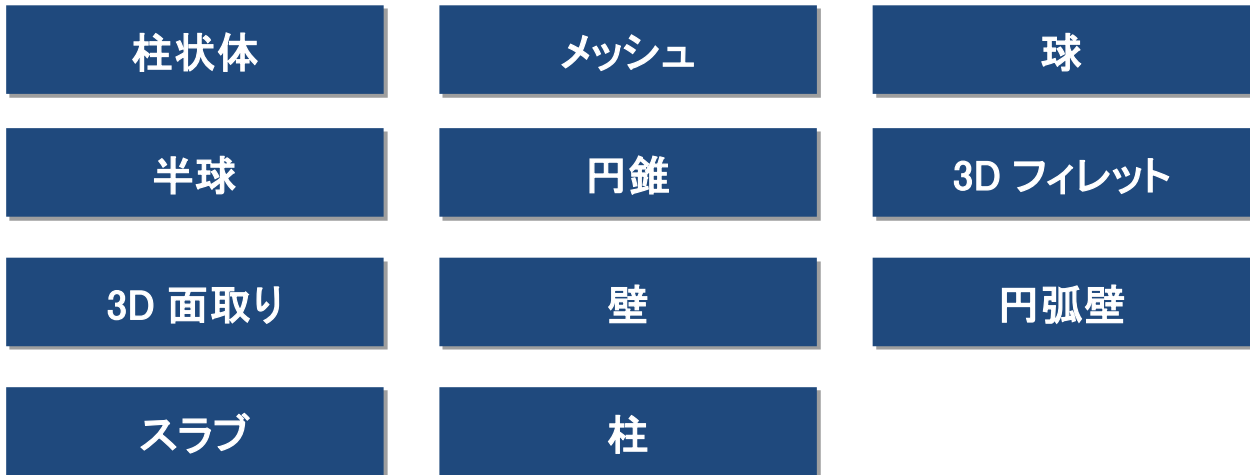 柱状体
メッシュ
球
半球
円錐
3D フィレット
3D 面取り
壁
円弧壁
スラブ
柱